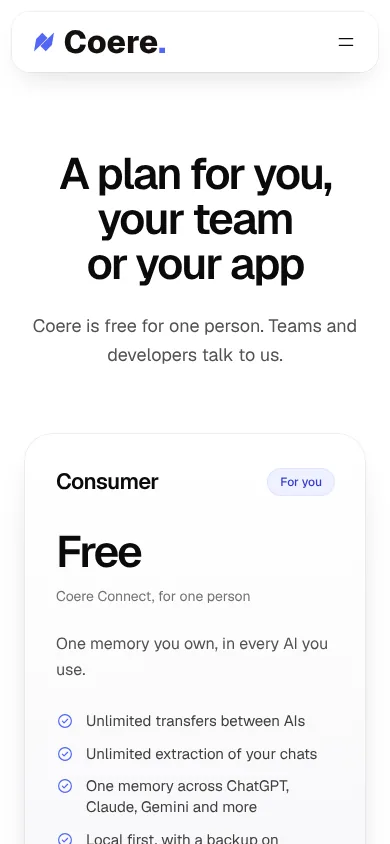 Coere.
A plan for you,
your team
or your app
Coere is free for one person. Teams and
developers talk to us.
Consumer
For you
Free
Coere Connect, for one person
One memory you own, in every AI you
use.
Unlimited transfers between AIs
Unlimited extraction of your chats
One memory across ChatGPT,
Claude, Gemini and more
Local first, with a backup on